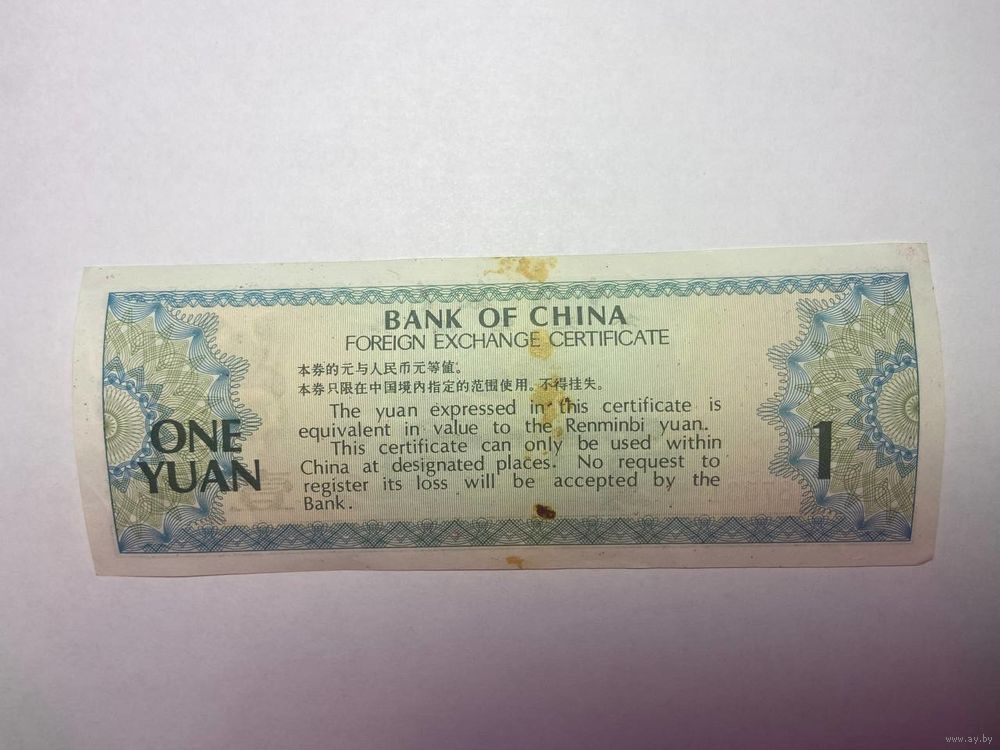 BANK OF CHINA
FOREIGN EXCHANGE CERTIFICATE
本券的元与人民币元等值。
本券只限在中国境内指定的范围使用。不得挂失。
The yuan expressed in this certificate is
equivalent in value to the Renminbi yuan.
This certificate can only be used within
China at designated places. No request to
register its loss will be accepted by the
Bank.
ONE
YUAN
1
www.ay.by